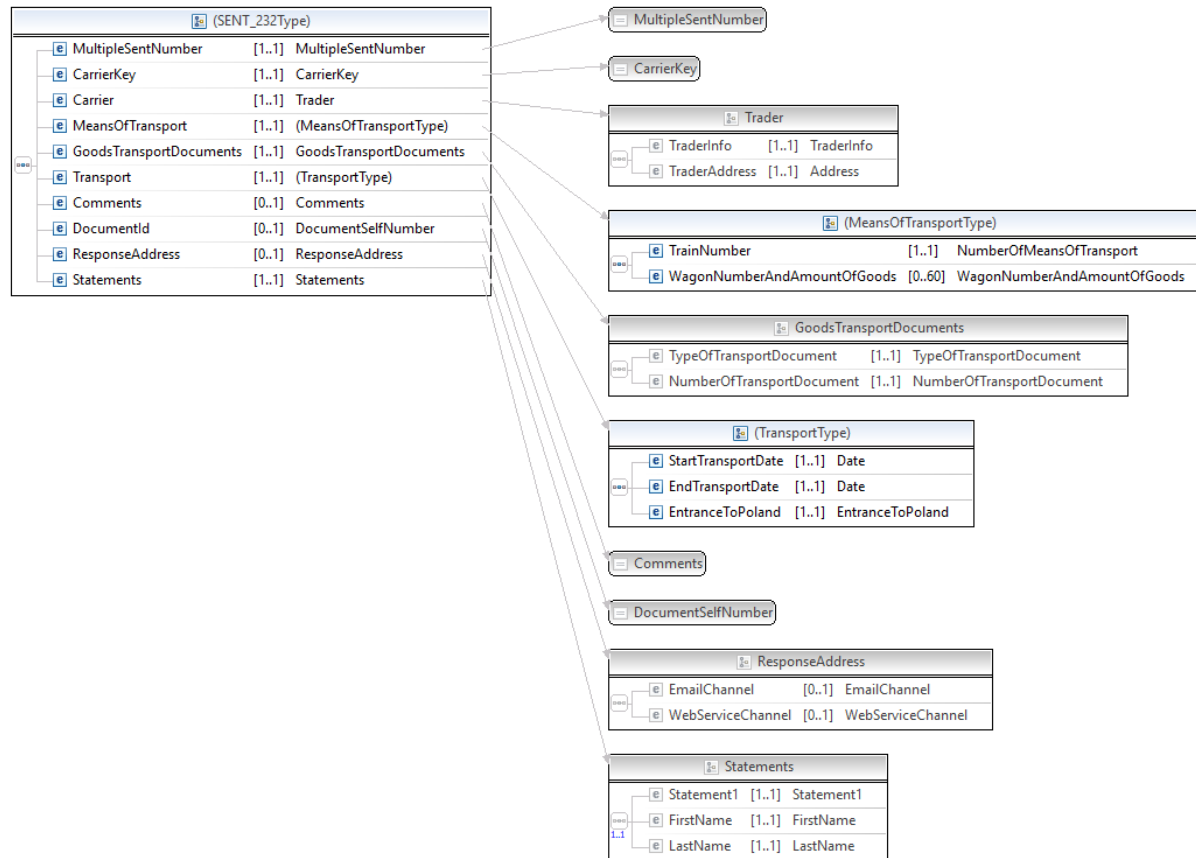 (SENT_232Type)
MultipleSentNumber [1..1] MultipleSentNumber
CarrierKey [1..1] CarrierKey
Carrier [1..1] Trader
MeansOfTransport [1..1] (MeansOfTransportType)
GoodsTransportDocuments [1..1] GoodsTransportDocuments
Transport [1..1] (TransportType)
Comments [0..1] Comments
DocumentId [0..1] DocumentSelfNumber
ResponseAddress [0..1] ResponseAddress
Statements [1..1] Statements
MultipleSentNumber
CarrierKey
Trader
TraderInfo [1..1] TraderInfo
TraderAddress [1..1] Address
(MeansOfTransportType)
TrainNumber [1..1] NumberOfMeansOfTransport
WagonNumberAndAmountOfGoods [0..60] WagonNumberAndAmountOfGoods
GoodsTransportDocuments
TypeOfTransportDocument [1..1] TypeOfTransportDocument
NumberOfTransportDocument [1..1] NumberOfTransportDocument
(TransportType)
StartTransportDate [1..1] Date
EndTransportDate [1..1] Date
EntranceToPoland [1..1] EntranceToPoland
Comments
DocumentSelfNumber
ResponseAddress
EmailChannel [0..1] EmailChannel
WebServiceChannel [0..1] WebServiceChannel
Statements
Statement1 [1..1] Statement1
FirstName [1..1] FirstName
1..1
LastName [1..1] LastName